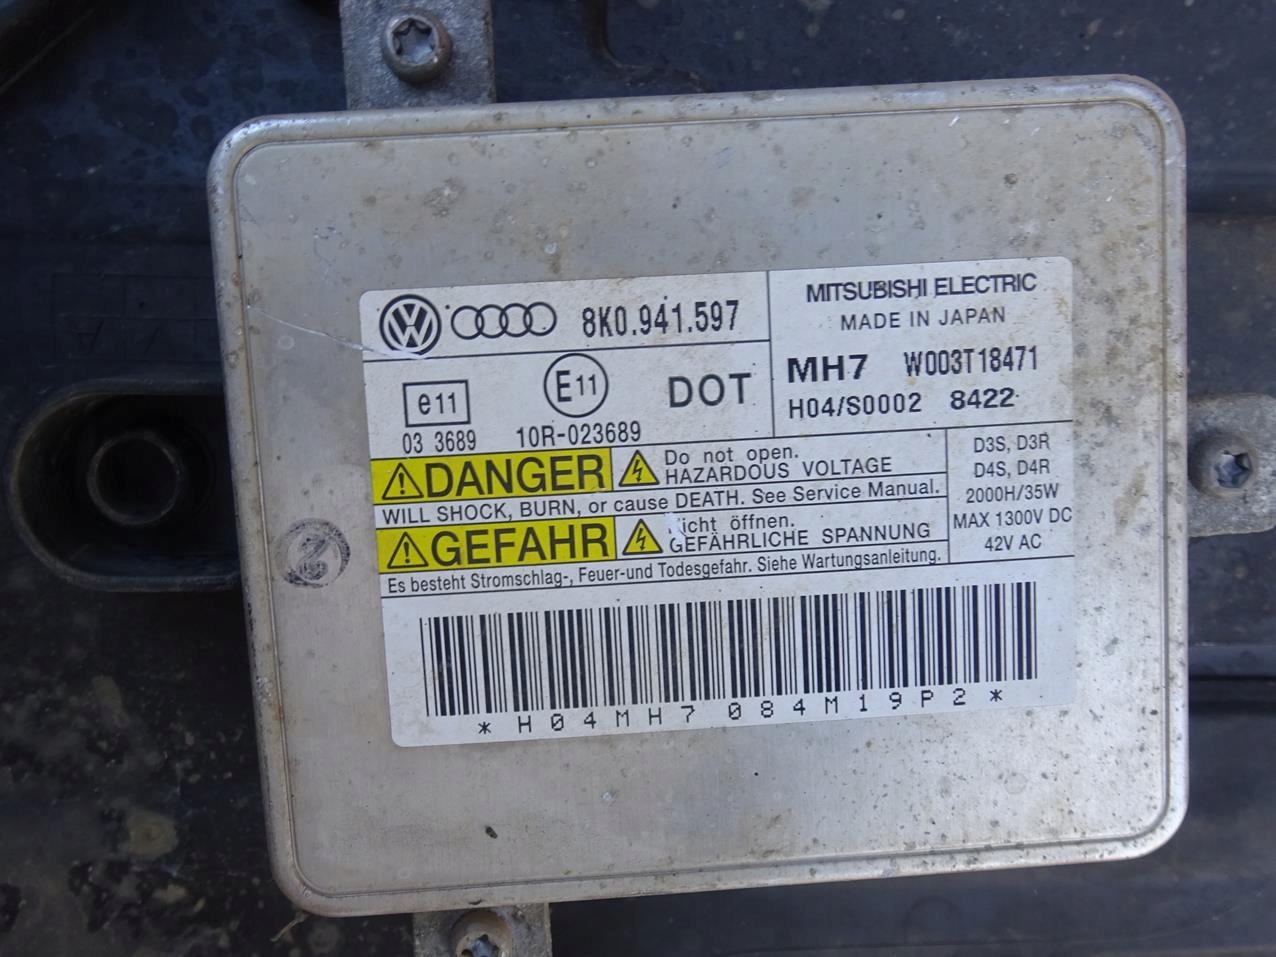 8K0.941.597
MITSUBISHI ELECTRIC
MADE IN JAPAN
MH7 W003T18471
H04/S0002 8422
e11
E11
DOT
03 3689
10R-023689
DANGER
Do not open.
HAZARDOUS VOLTAGE
WILL SHOCK, BURN, or cause DEATH. See Service Manual.
GEFAHR
icht öffnen.
GEFÄHRLICHE SPANNUNG
Es besteht Stromschlag-, Feuer-und Todesgefahr. Siehe Wartungsanleitung.
D3S, D3R
D4S, D4R
2000H/35W
MAX 1300V DC
42V AC
*H04MH7084M19P2*